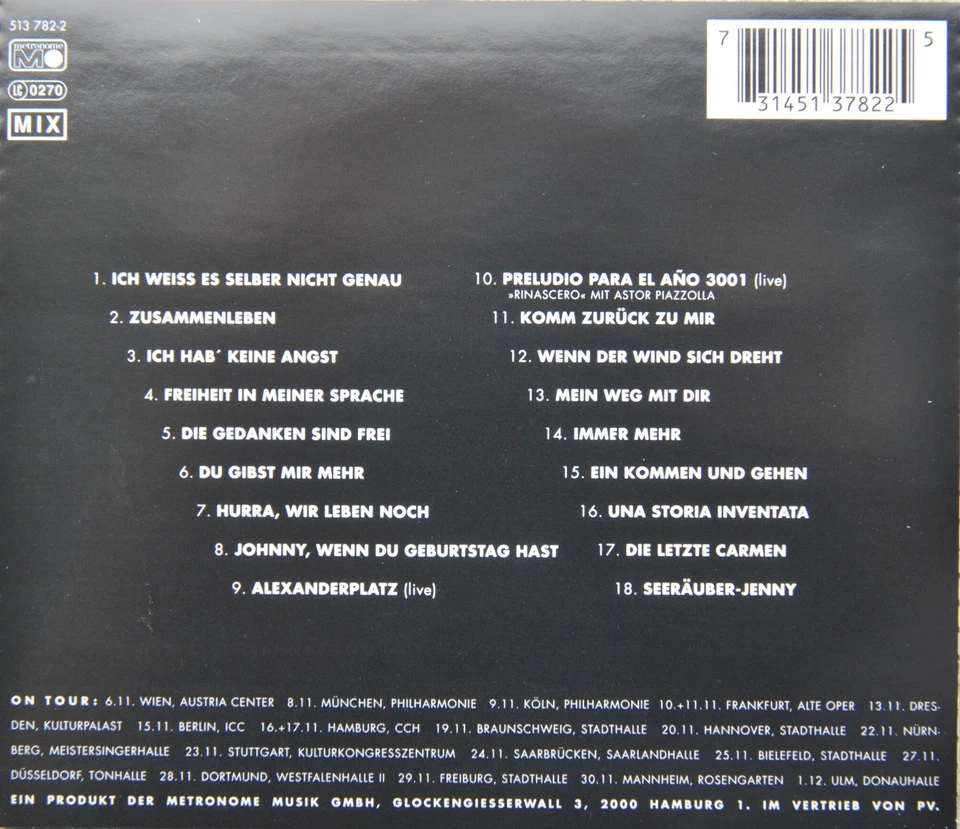 513 782-2
metronome
LC 0270
MIX
7 31451 37822 5
1. ICH WEISS ES SELBER NICHT GENAU
2. ZUSAMMENLEBEN
3. ICH HAB´ KEINE ANGST
4. FREIHEIT IN MEINER SPRACHE
5. DIE GEDANKEN SIND FREI
6. DU GIBST MIR MEHR
7. HURRA, WIR LEBEN NOCH
8. JOHNNY, WENN DU GEBURTSTAG HAST
9. ALEXANDERPLATZ (live)
10. PRELUDIO PARA EL AÑO 3001 (live)
»RINASCERO« MIT ASTOR PIAZZOLLA
11. KOMM ZURÜCK ZU MIR
12. WENN DER WIND SICH DREHT
13. MEIN WEG MIT DIR
14. IMMER MEHR
15. EIN KOMMEN UND GEHEN
16. UNA STORIA INVENTATA
17. DIE LETZTE CARMEN
18. SEERÄUBER-JENNY
ON TOUR: 6.11. WIEN, AUSTRIA CENTER 8.11. MÜNCHEN, PHILHARMONIE 9.11. KÖLN, PHILHARMONIE 10.+11.11. FRANKFURT, ALTE OPER 13.11. DRES-
DEN, KULTURPALAST 15.11. BERLIN, ICC 16.+17.11. HAMBURG, CCH 19.11. BRAUNSCHWEIG, STADTHALLE 20.11. HANNOVER, STADTHALLE 22.11. NÜRN-
BERG, MEISTERSINGERHALLE 23.11. STUTTGART, KULTURKONGRESSZENTRUM 24.11. SAARBRÜCKEN, SAARLANDHALLE 25.11. BIELEFELD, STADTHALLE 27.11.
DÜSSELDORF, TONHALLE 28.11. DORTMUND, WESTFALENHALLE II 29.11. FREIBURG, STADTHALLE 30.11. MANNHEIM, ROSENGARTEN 1.12. ULM, DONAUHALLE
EIN PRODUKT DER METRONOME MUSIK GMBH, GLOCKENGIESSERWALL 3, 2000 HAMBURG 1. IM VERTRIEB VON PV.